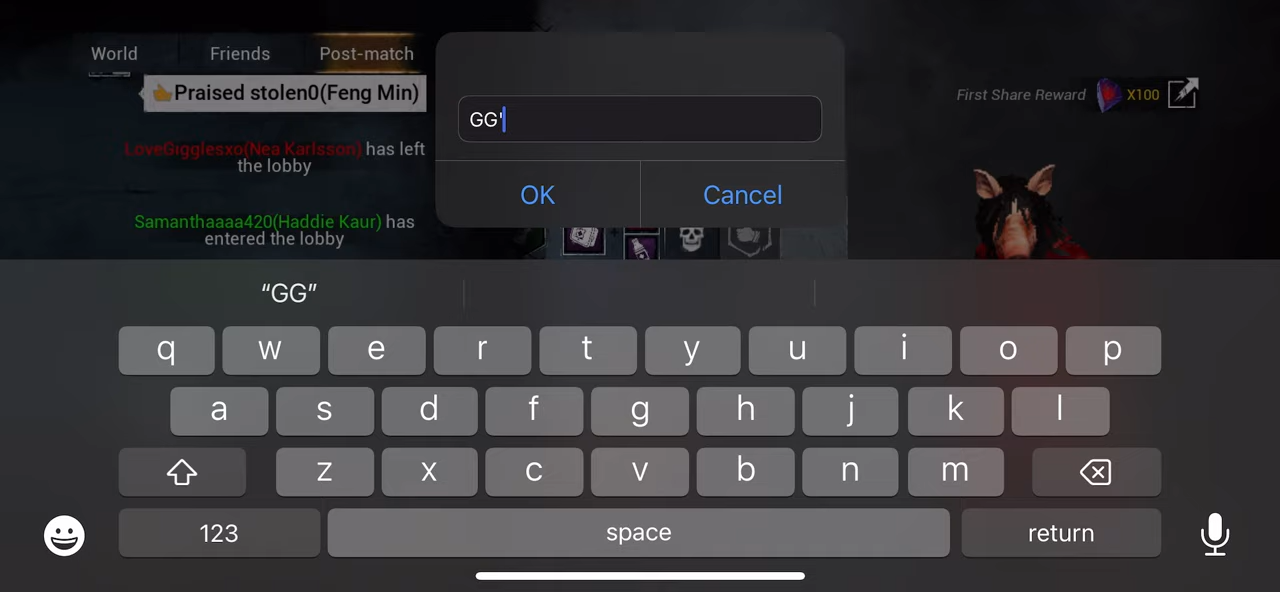 World Friends Post-match
Praised stolen0(Feng Min)
LoveGigglesxo(Nea Karlsson) has left
the lobby
Samanthaaaa420(Haddie Kaur) has
entered the lobby
GG'
OK Cancel
First Share Reward X100
“GG”
q w e r t y u i o p
a s d f g h j k l
z x c v b n m
123 space return